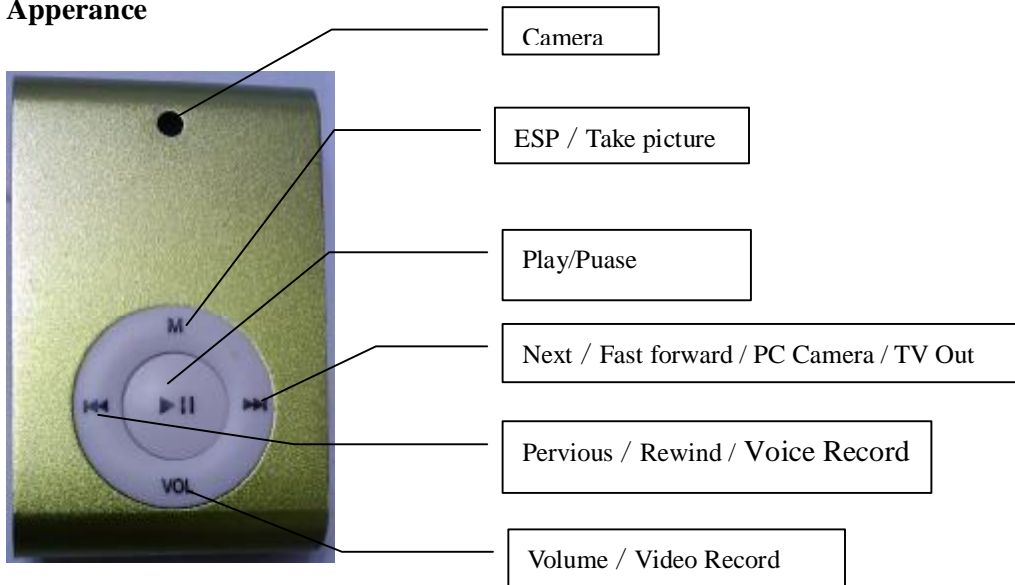 Apperance
Camera
ESP / Take picture
Play/Puase
M
Next / Fast forward / PC Camera / TV Out
Pervious / Rewind / Voice Record
VOL
Volume / Video Record